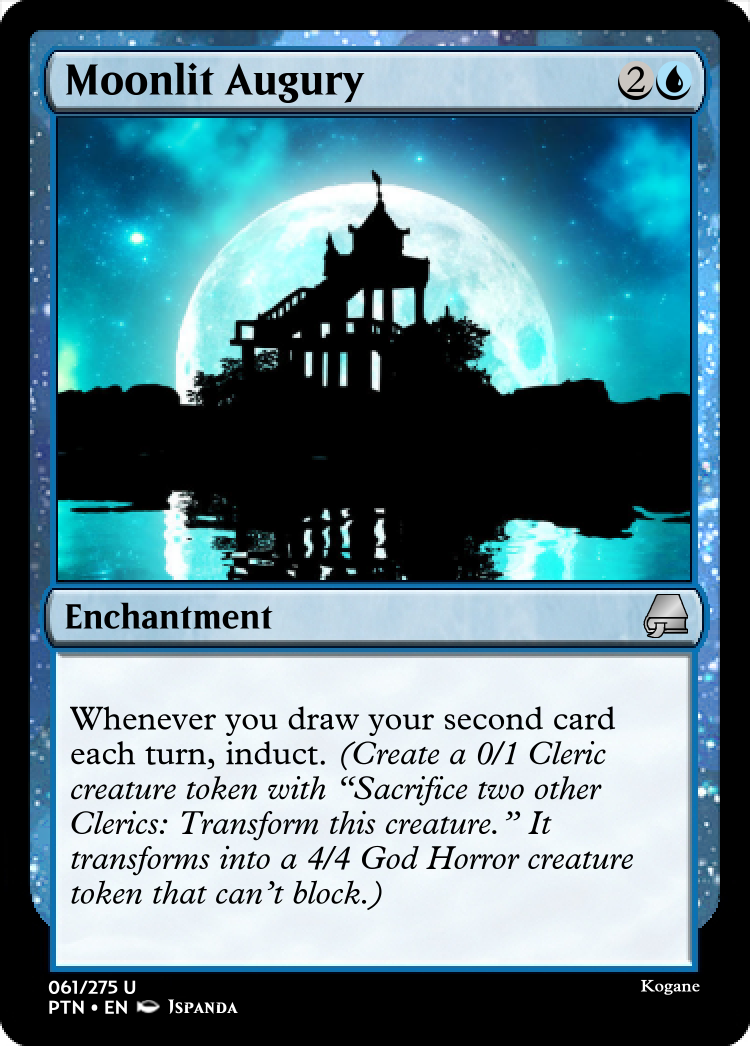 Moonlit Augury 2
Enchantment
Whenever you draw your second card
each turn, induct. (Create a 0/1 Cleric
creature token with “Sacrifice two other
Clerics: Transform this creature.” It
transforms into a 4/4 God Horror creature
token that can’t block.)
061/275 U
Kogane
PTN • EN Ispanda